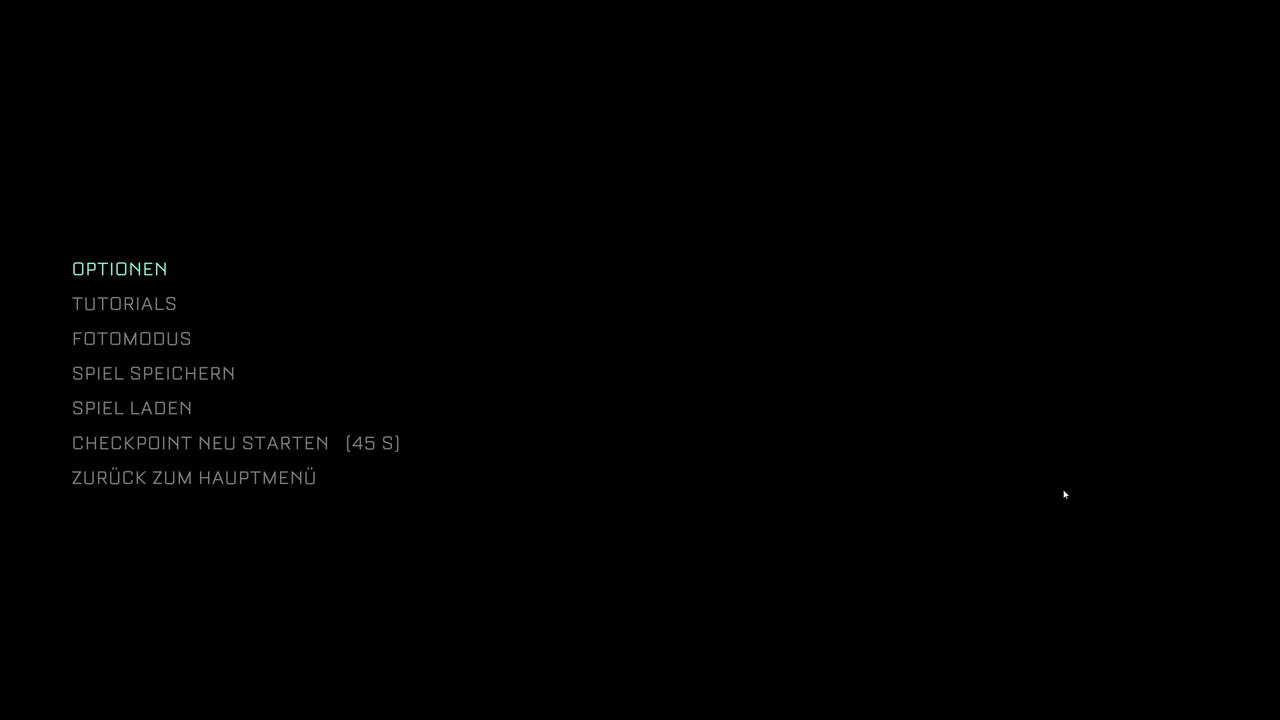 OPTIONEN
TUTORIALS
FOTOMODUS
SPIEL SPEICHERN
SPIEL LADEN
CHECKPOINT NEU STARTEN (45 S)
ZURÜCK ZUM HAUPTMENÜ